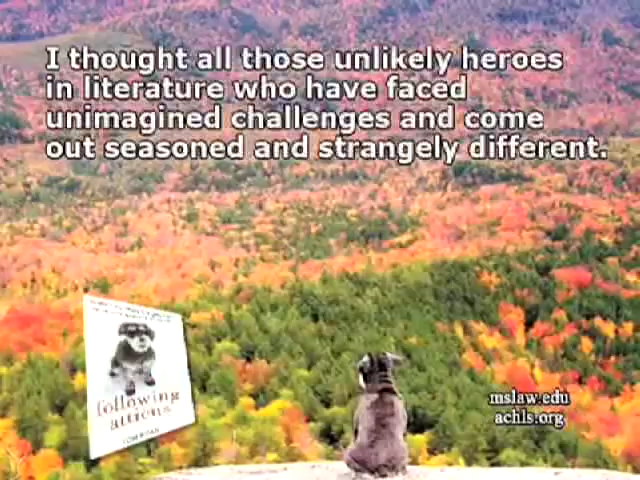 I thought all those unlikely heroes
in literature who have faced
unimagined challenges and come
out seasoned and strangely different.
following
atticus
mslaw.edu
achls.org